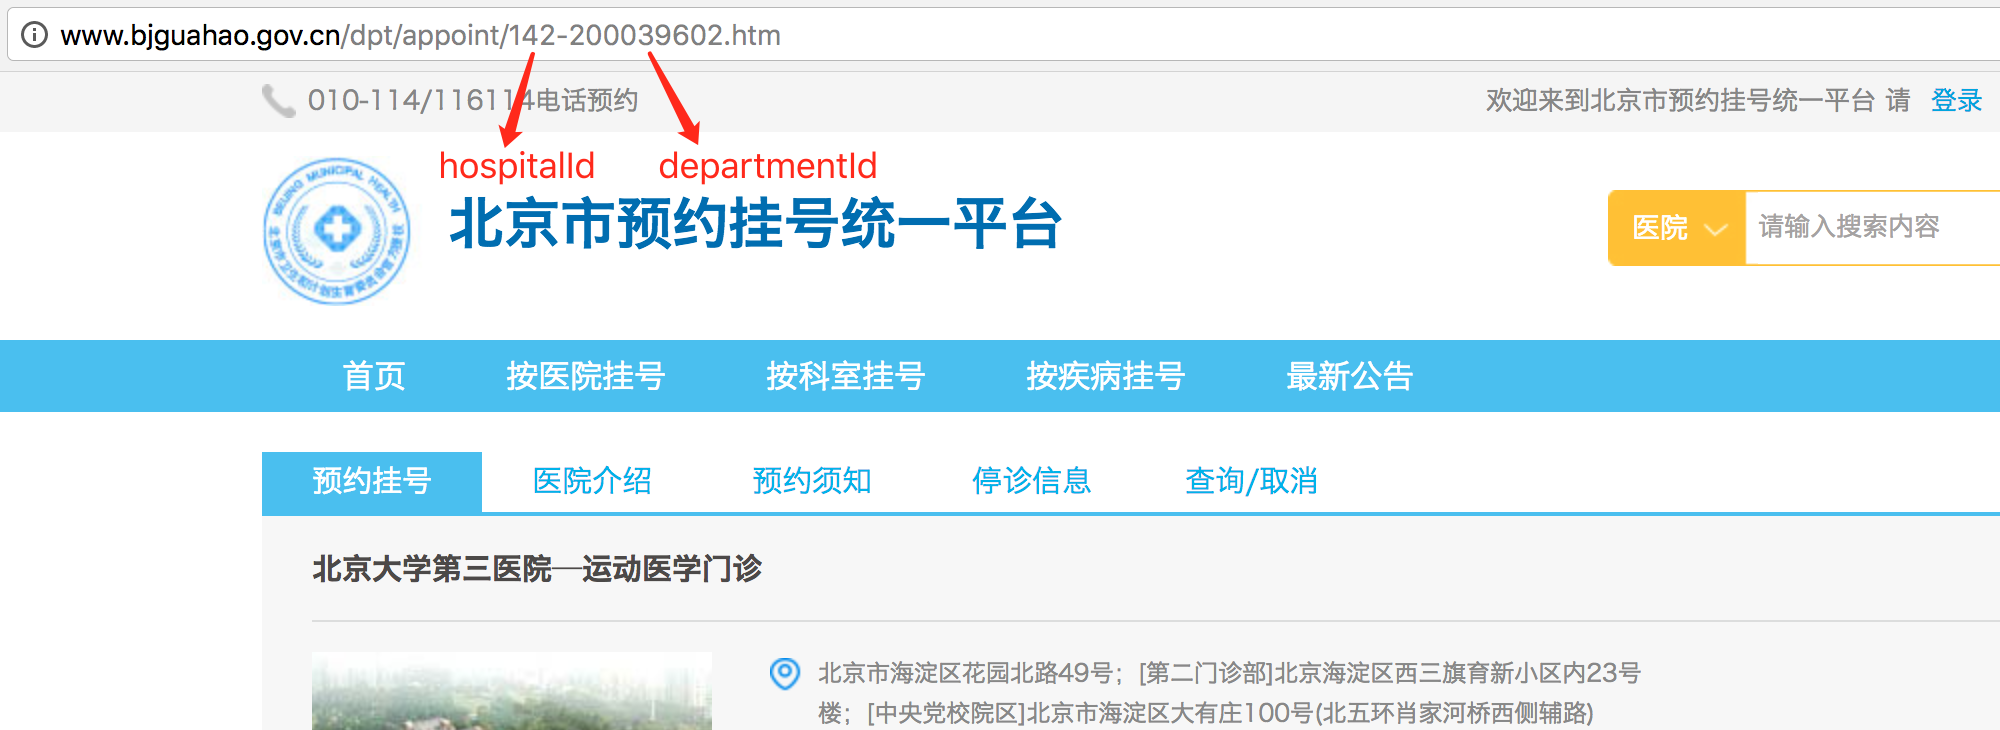 www.bjguahao.gov.cn/dpt/appoint/142-200039602.htm
010-114/116114电话预约
欢迎来到北京市预约挂号统一平台 请 登录
hospitalId departmentId
BEIJING MUNICIPAL HEALTH
北京市预约挂号统一平台
医院 请输入搜索内容
首页 按医院挂号 按科室挂号 按疾病挂号 最新公告
预约挂号 医院介绍 预约须知 停诊信息 查询/取消
北京大学第三医院—运动医学门诊
北京市海淀区花园北路49号；[第二门诊部]北京海淀区西三旗育新小区内23号
楼；[中央党校院区]北京市海淀区大有庄100号(北五环肖家河桥西侧辅路)